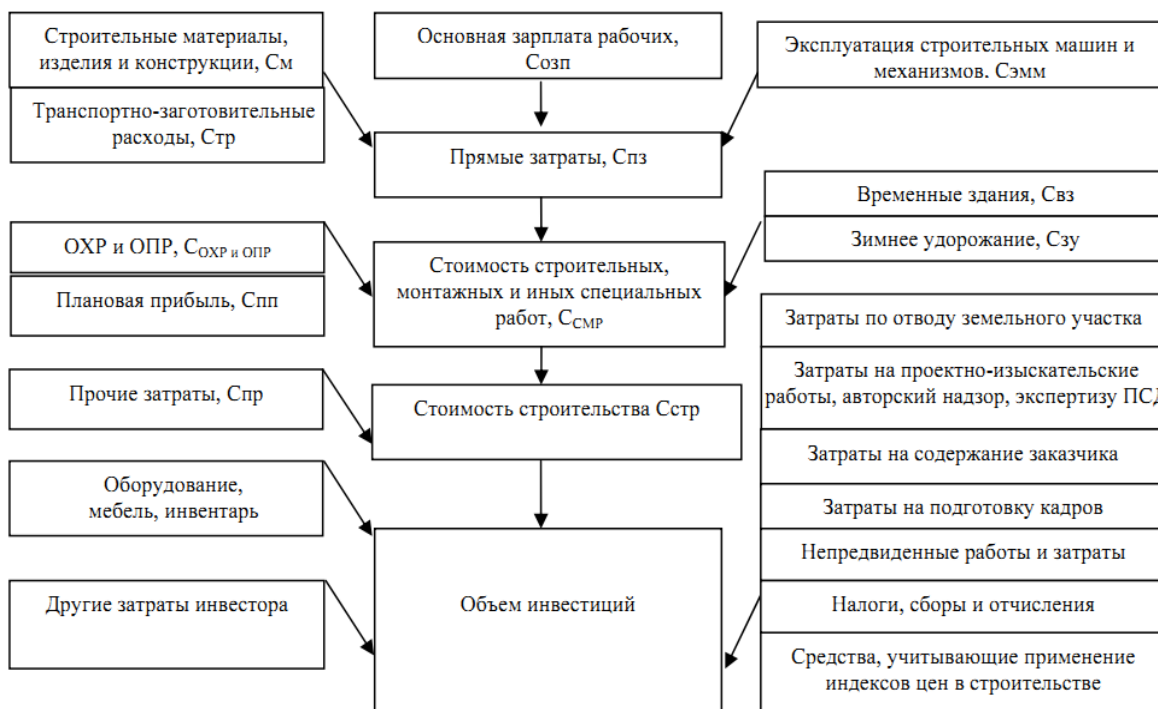 Строительные материалы,
изделия и конструкции, См
Транспортно-заготовительные
расходы, Стр
Основная зарплата рабочих,
Созп
Эксплуатация строительных машин и
механизмов. Сэмм
Прямые затраты, Спз
Временные здания, Свз
Зимнее удорожание, Сзу
ОХР и ОПР, СОХР и ОПР
Плановая прибыль, Спп
Стоимость строительных,
монтажных и иных специальных
работ, ССМР
Затраты по отводу земельного участка
Затраты на проектно-изыскательские
работы, авторский надзор, экспертизу ПСД
Затраты на содержание заказчика
Затраты на подготовку кадров
Непредвиденные работы и затраты
Налоги, сборы и отчисления
Средства, учитывающие применение
индексов цен в строительстве
Прочие затраты, Спр
Стоимость строительства Сстр
Оборудование,
мебель, инвентарь
Другие затраты инвестора
Объем инвестиций